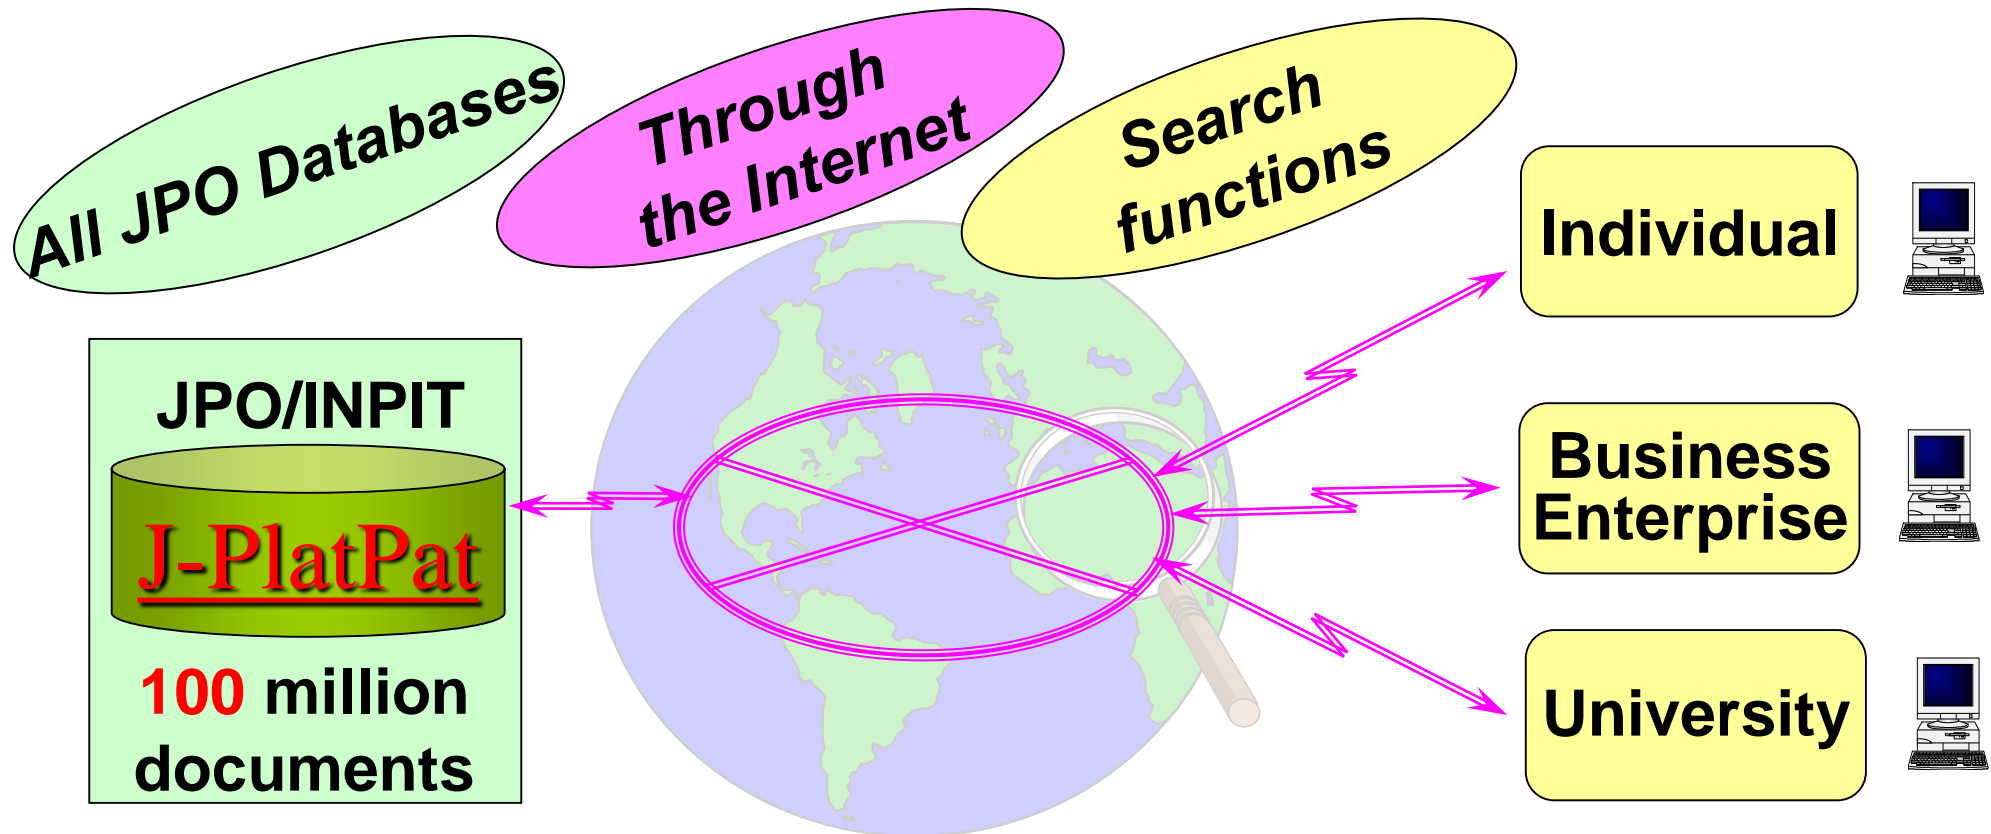 All JPO Databases
Through
the Internet
Search
functions
JPO/INPIT
J-PlatPat
100 million
documents
Individual
Business
Enterprise
University